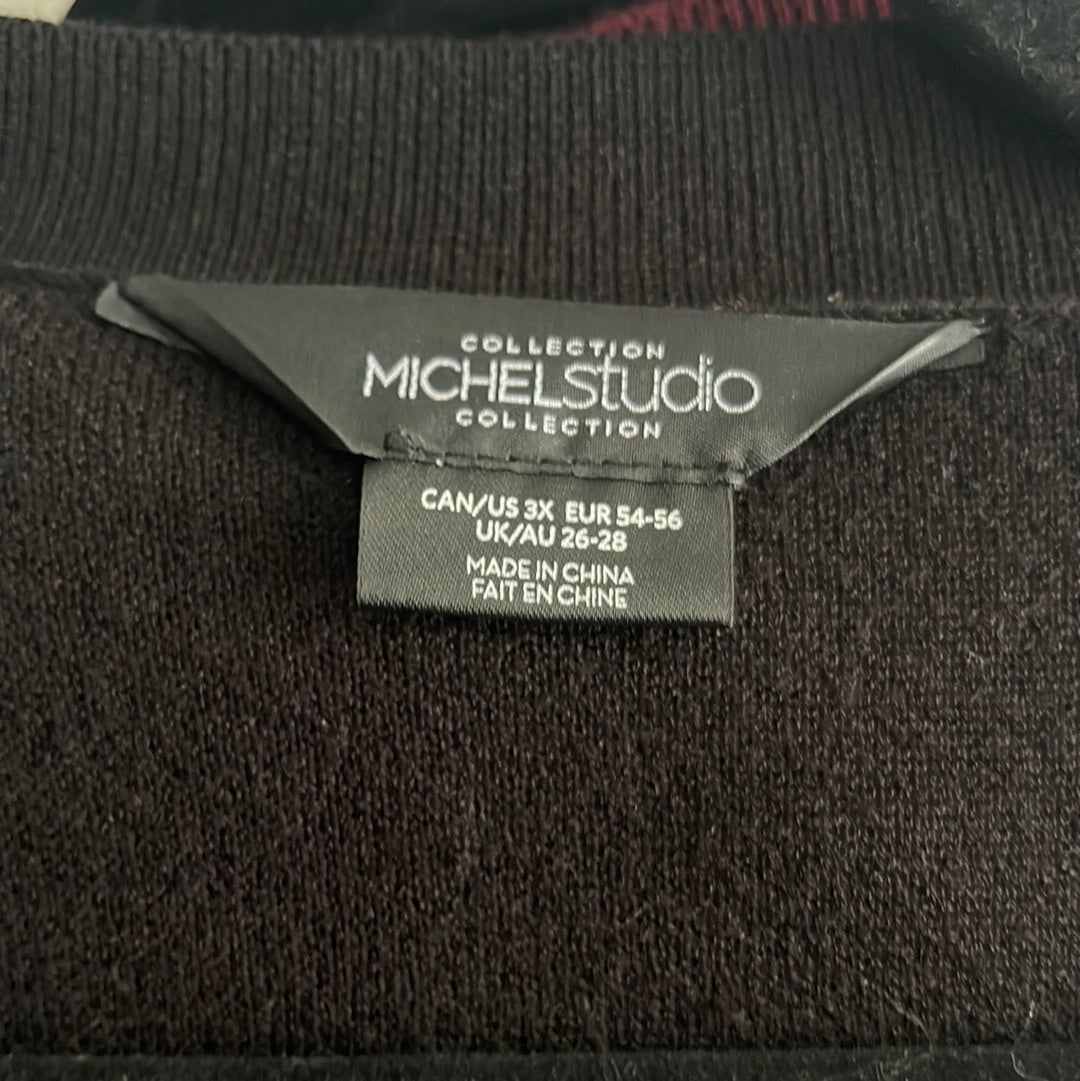 COLLECTION
MICHELstudio
COLLECTION
CAN/US 3X EUR 54-56
UK/AU 26-28
MADE IN CHINA
FAIT EN CHINE